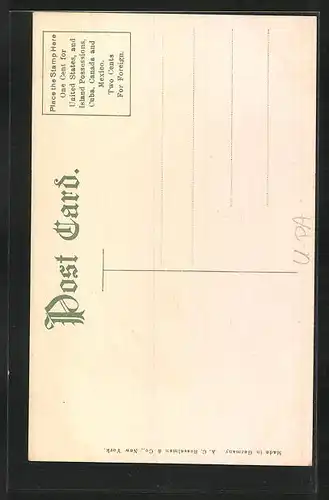 Post Card.
Place the Stamp Here
One Cent for
United States, and
Island Possessions,
Cuba, Canada and
Mexico.
Two Cents
For Foreign.
A. C. Bosselman & Co., New York.
Made in Germany